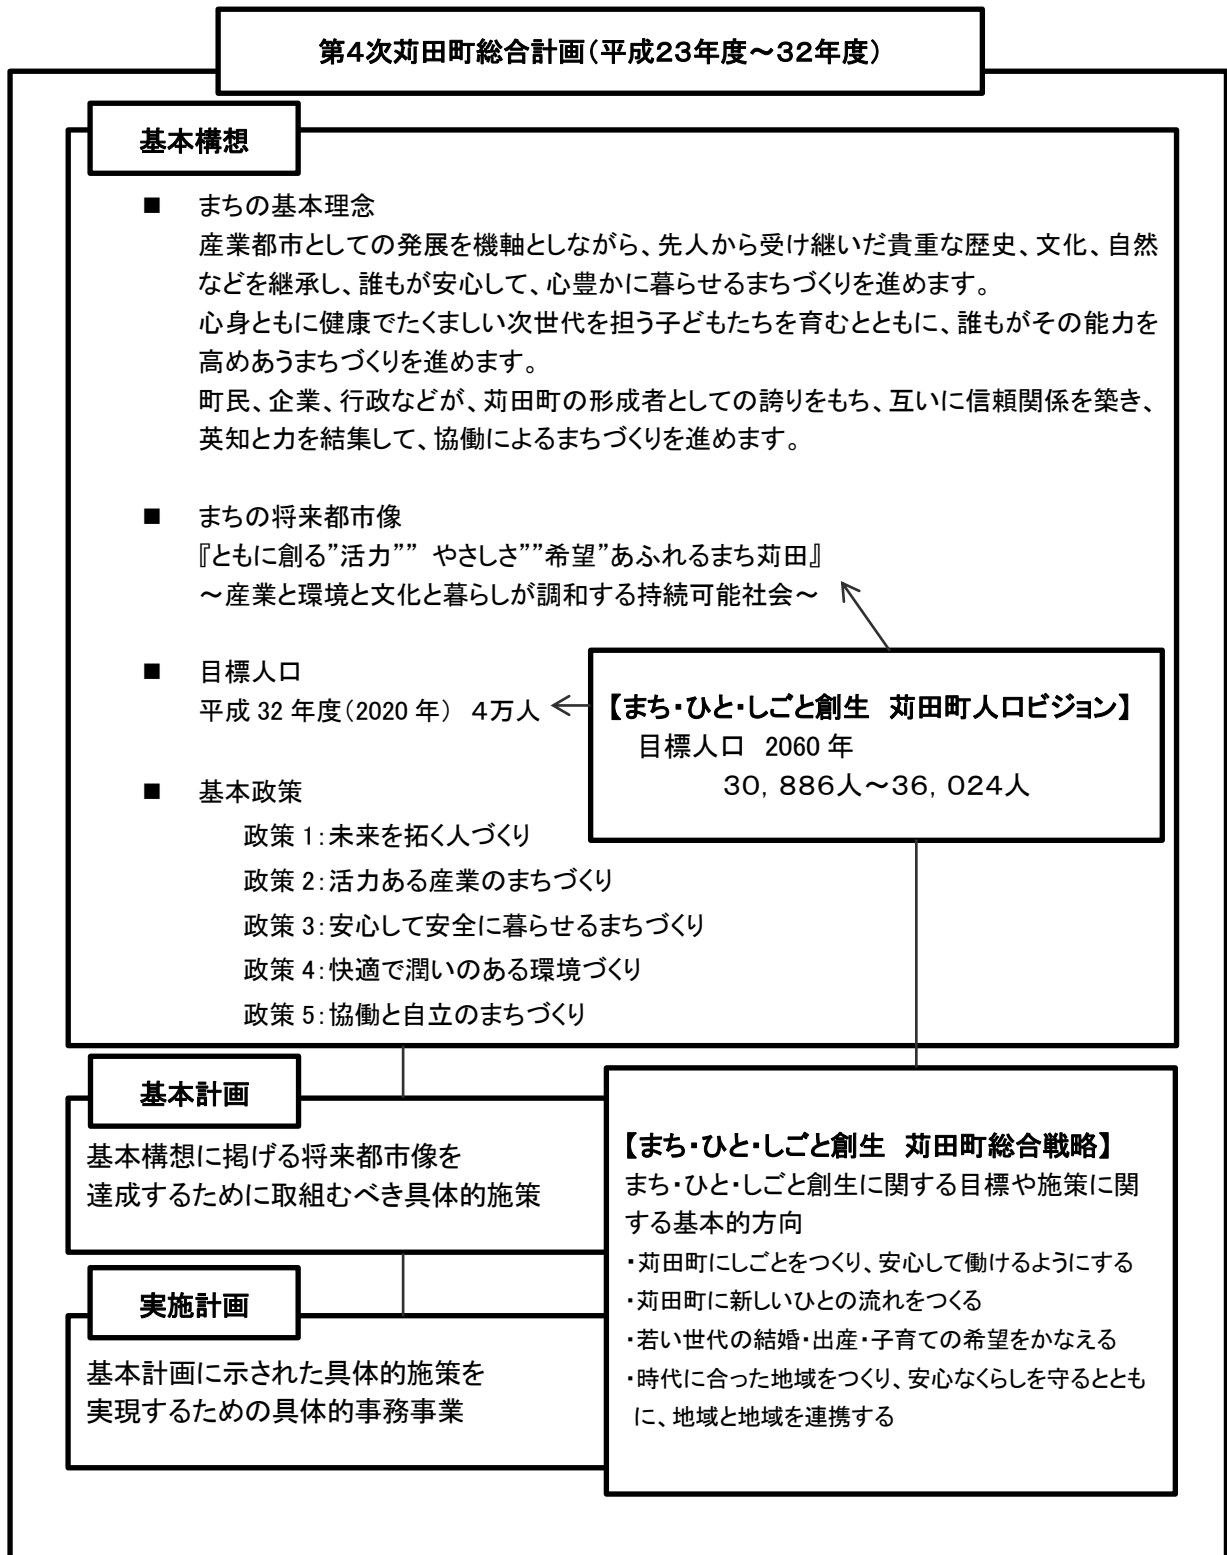 第4次苅田町総合計画(平成23年度～32年度)
基本構想
■ まちの基本理念
産業都市としての発展を機軸としながら、先人から受け継いだ貴重な歴史、文化、自然
などを継承し、誰もが安心して、心豊かに暮らせるまちづくりを進めます。
心身ともに健康でたくましい次世代を担う子どもたちを育むとともに、誰もがその能力を
高めあうまちづくりを進めます。
町民、企業、行政などが、苅田町の形成者としての誇りをもち、互いに信頼関係を築き、
英知と力を結集して、協働によるまちづくりを進めます。
■ まちの将来都市像
『ともに創る”活力”” やさしさ””希望”あふれるまち苅田』
～産業と環境と文化と暮らしが調和する持続可能社会～
■ 目標人口
平成 32 年度(2020 年) 4万人
【まち・ひと・しごと創生 苅田町人口ビジョン】
目標人口 2060 年
30,886人～36,024人
■ 基本政策
政策 1:未来を拓く人づくり
政策 2:活力ある産業のまちづくり
政策 3:安心して安全に暮らせるまちづくり
政策 4:快適で潤いのある環境づくり
政策 5:協働と自立のまちづくり
基本計画
基本構想に掲げる将来都市像を
達成するために取組むべき具体的施策
実施計画
基本計画に示された具体的施策を
実現するための具体的事務事業
【まち・ひと・しごと創生 苅田町総合戦略】
まち・ひと・しごと創生に関する目標や施策に関
する基本的方向
・苅田町にしごとをつくり、安心して働けるようにする
・苅田町に新しいひとの流れをつくる
・若い世代の結婚・出産・子育ての希望をかなえる
・時代に合った地域をつくり、安心なくらしを守るととも
に、地域と地域を連携する